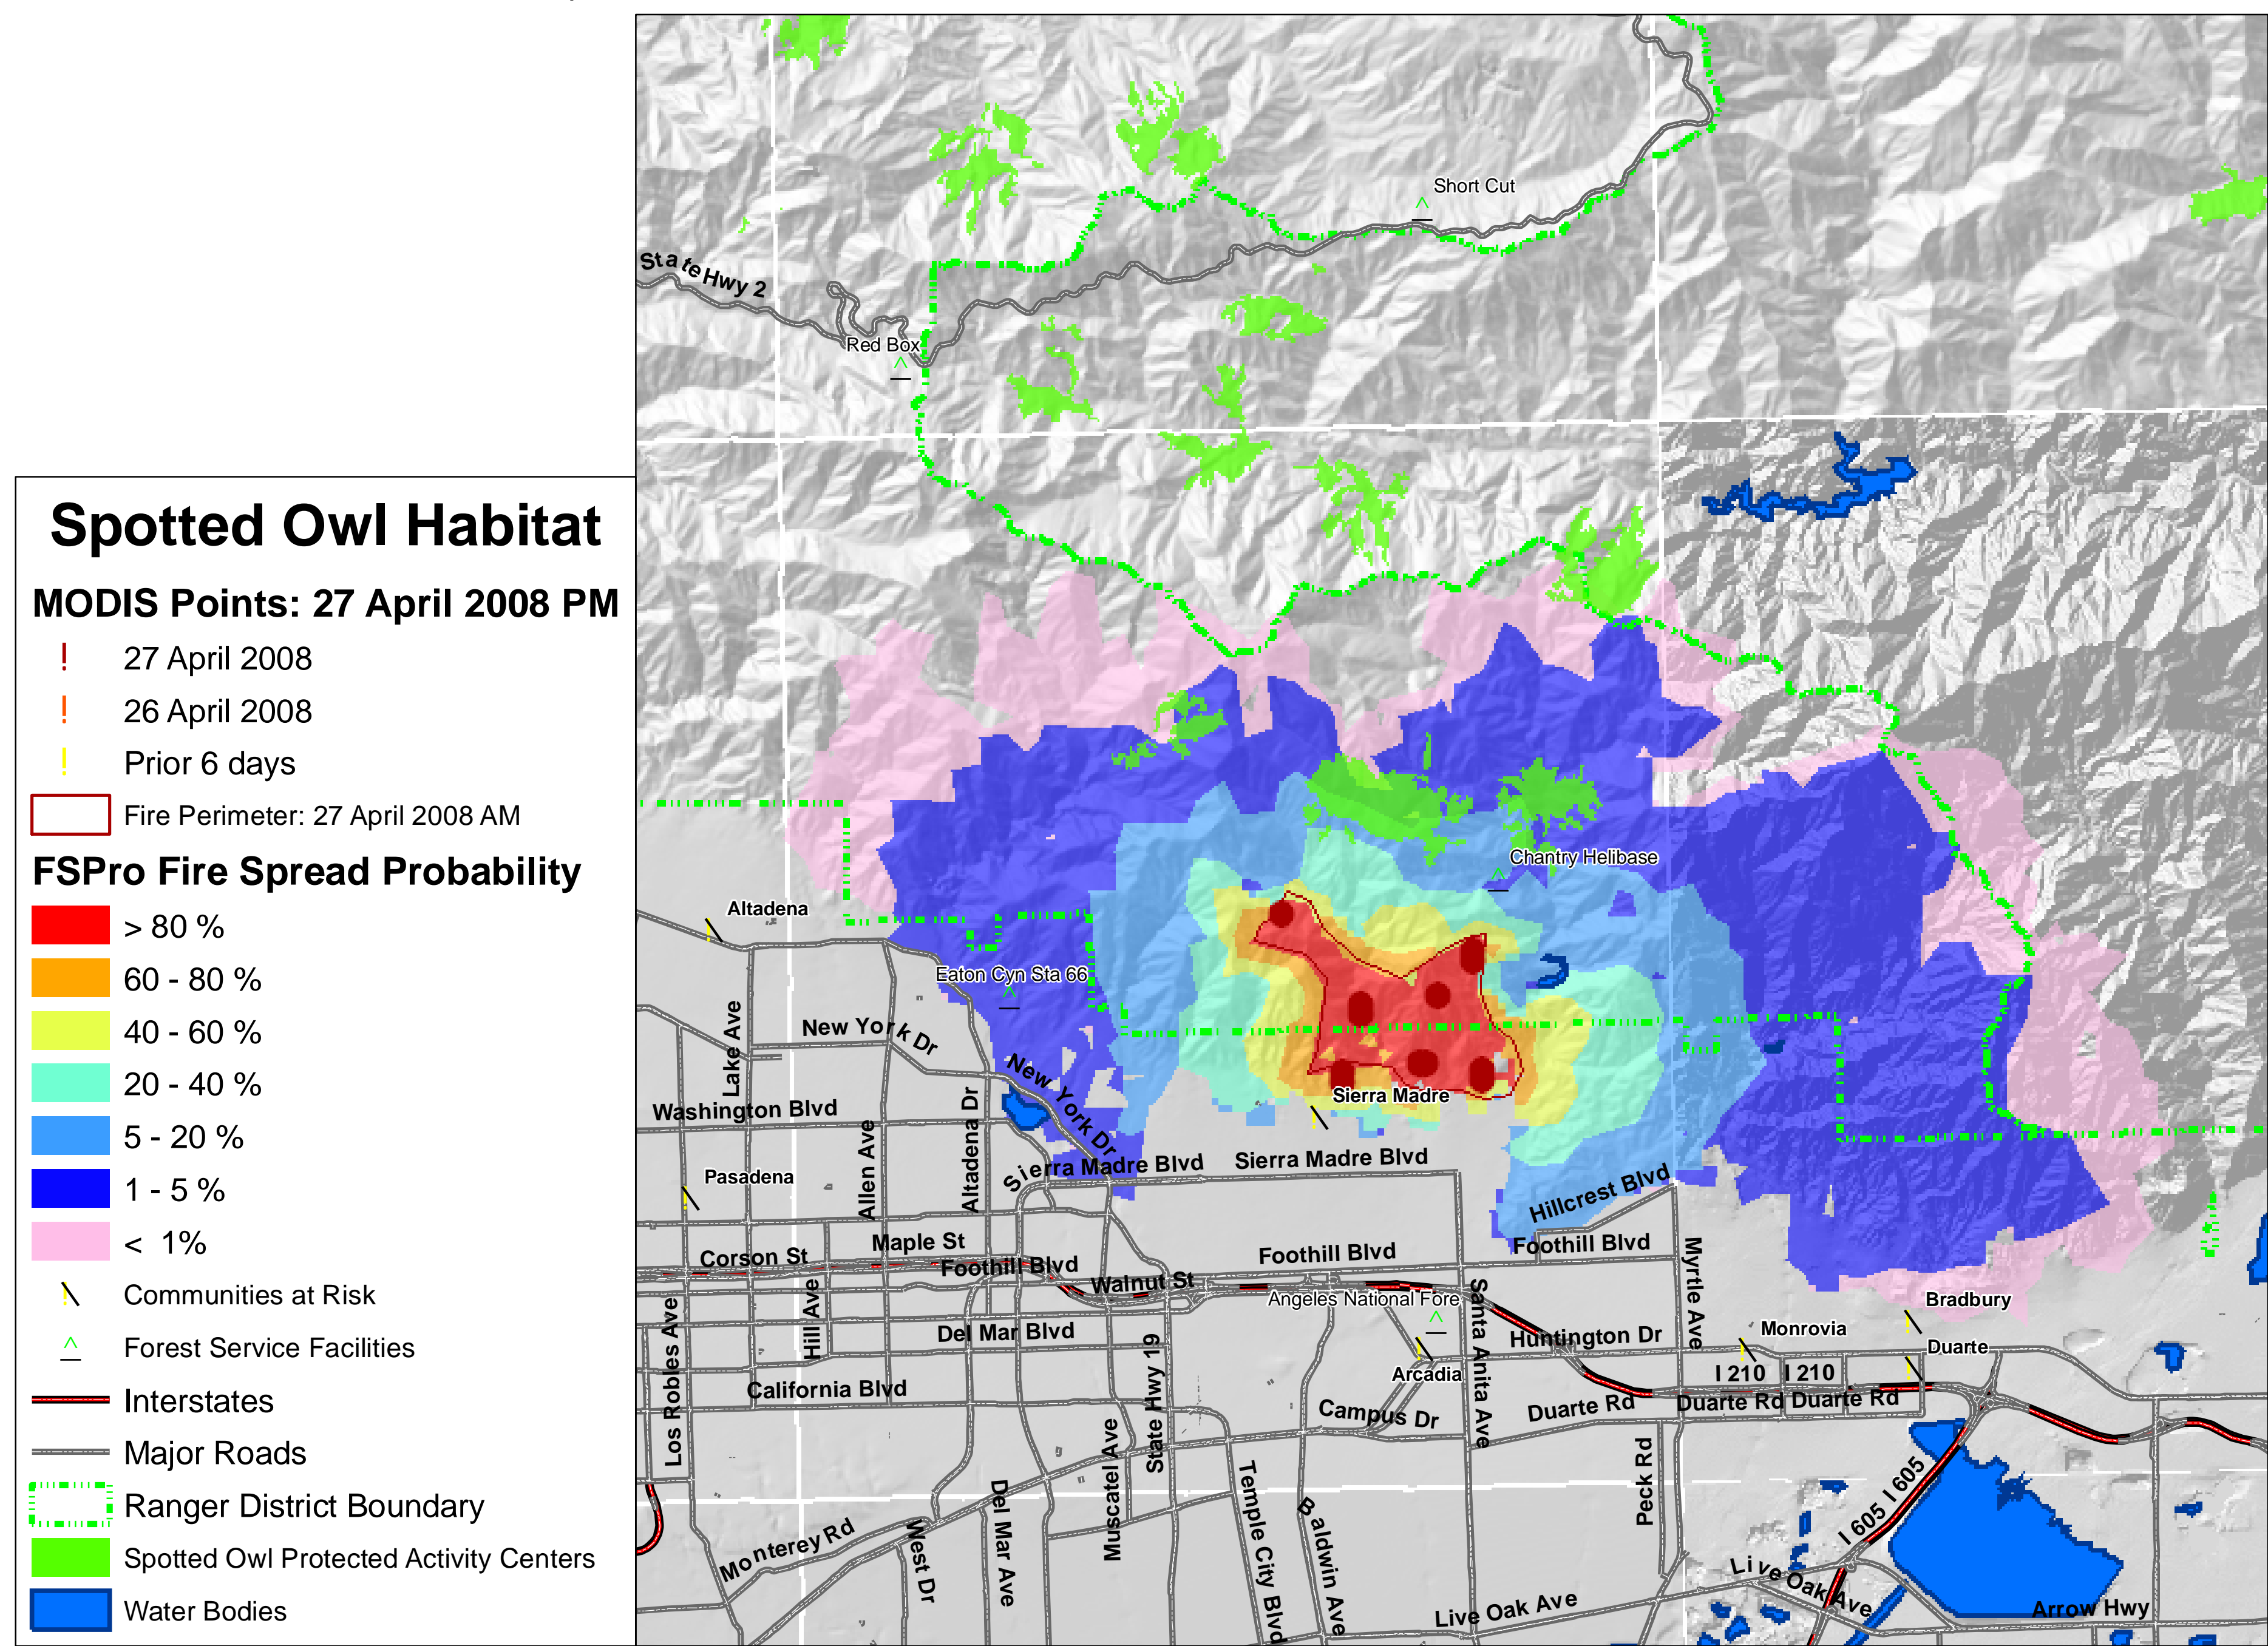 Spotted Owl Habitat
MODIS Points: 27 April 2008 PM
! 27 April 2008
! 26 April 2008
! Prior 6 days
Fire Perimeter: 27 April 2008 AM
FSPro Fire Spread Probability
> 80 %
60 - 80 %
40 - 60 %
20 - 40 %
5 - 20 %
1 - 5 %
< 1%
Communities at Risk
Forest Service Facilities
Interstates
Major Roads
Ranger District Boundary
Spotted Owl Protected Activity Centers
Water Bodies
Short Cut
State Hwy 2
Red Box
Chantry Helibase
Altadena
Eaton Cyn Sta 66
Lake Ave
New York Dr
New York Dr
Sierra Madre
Washington Blvd
Allen Ave
Altadena Dr
Sierra Madre Blvd
Sierra Madre Blvd
Pasadena
Hillcrest Blvd
Maple St
Corson St
Foothill Blvd
Foothill Blvd
Foothill Blvd
Walnut St
Myrtle Ave
Hill Ave
Los Robles Ave
Angeles National Fore
Santa Anita Ave
Bradbury
Del Mar Blvd
Huntington Dr
Monrovia
Duarte
Arcadia
I 210
I 210
California Blvd
State Hwy 19
Campus Dr
Duarte Rd
Duarte Rd
Duarte Rd
Muscatel Ave
Peck Rd
I 605
I 605
Monterey Rd
West Dr
Del Mar Ave
Temple City Blvd
Baldwin Ave
Live Oak Ave
Live Oak Ave
Arrow Hwy